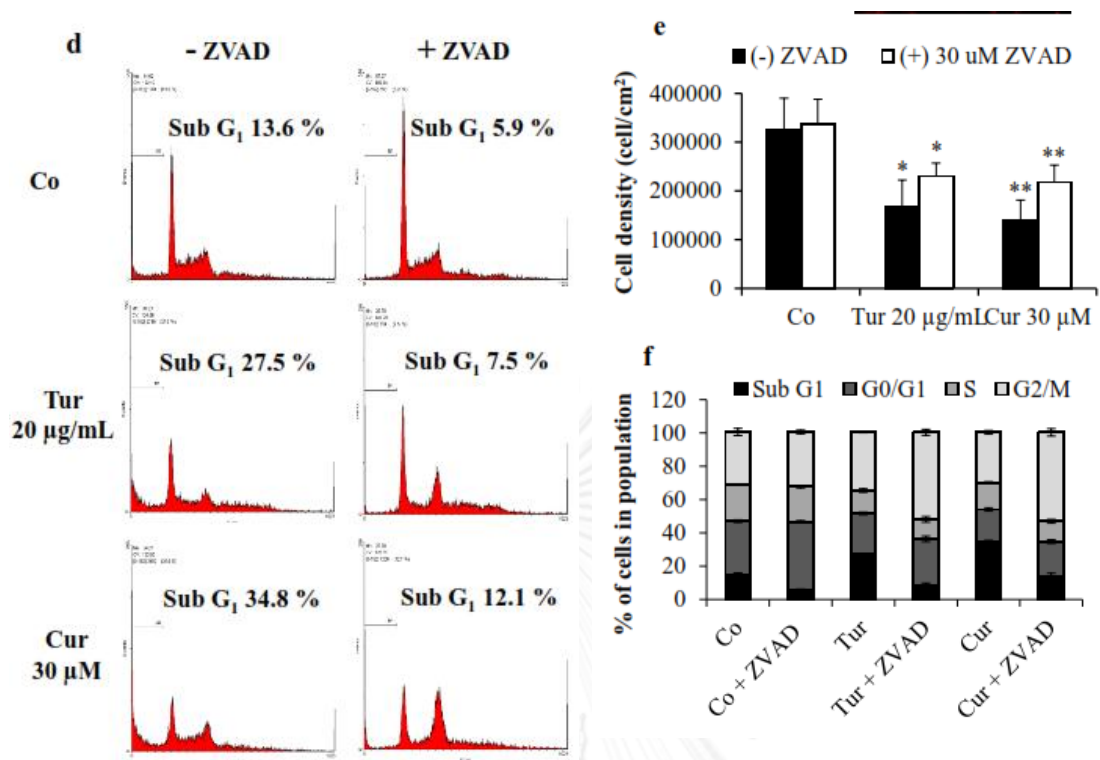 d
- ZVAD
+ ZVAD
Co
Sub G₁ 13.6 %
Sub G₁ 5.9 %
Tur
20 µg/mL
Sub G₁ 27.5 %
Sub G₁ 7.5 %
Cur
30 µM
Sub G₁ 34.8 %
Sub G₁ 12.1 %
e
(-) ZVAD (+) 30 uM ZVAD
Cell density (cell/cm²)
400000
300000
200000
100000
0
* * ** **
Co Tur 20 µg/mL Cur 30 µM
f
Sub G1 G0/G1 S G2/M
% of cells in population
120
100
80
60
40
20
0
Co
Co + ZVAD
Tur
Tur + ZVAD
Cur
Cur + ZVAD